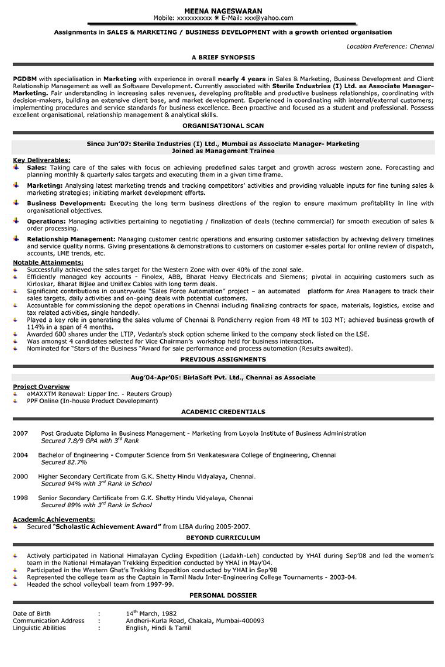 MEENA NAGESWARAN
Mobile: xxxxxxxxxx ✶ E-Mail: xxx@yahoo.com
Assignments in SALES & MARKETING / BUSINESS DEVELOPMENT with a growth oriented organisation
Location Preference: Chennai
A BRIEF SYNOPSIS
PGDBM with specialisation in Marketing with experience in overall nearly 4 years in Sales & Marketing, Business Development and Client
Relationship Management as well as Software Development. Currently associated with Sterile Industries (I) Ltd. as Associate Manager-
Marketing. Fair understanding in increasing sales revenues, developing profitable and productive business relationships, coordinating with
decision-makers, building an extensive client base, and market development. Experienced in coordinating with internal/external customers;
implementing procedures and service standards for business excellence. Been proactive and focused as a student and professional. Possess
excellent organisational, relationship management & analytical skills.
ORGANISATIONAL SCAN
Since Jun'07: Sterile Industries (I) Ltd., Mumbai as Associate Manager- Marketing
Joined as Management Trainee
Key Deliverables:
Sales: Taking care of the sales with focus on achieving predefined sales target and growth across western zone. Forecasting and
planning monthly & quarterly sales targets and executing them in a given time frame.
Marketing: Analysing latest marketing trends and tracking competitors' activities and providing valuable inputs for fine tuning sales &
marketing strategies; initiating market development efforts.
Business Development: Executing the long term business directions of the region to ensure maximum profitability in line with
organisational objectives.
Operations: Managing activities pertaining to negotiating / finalization of deals (techno commercial) for smooth execution of sales &
order processing.
Relationship Management: Managing customer centric operations and ensuring customer satisfaction by achieving delivery timelines
and service quality norms. Giving presentations & demonstrations to customers on customer e-sales portal for online review of dispatch,
accounts, LME trends, etc.
Notable Attainments:
Successfully achieved the sales target for the Western Zone with over 40% of the zonal sale.
Efficiently managed key accounts - Finolex, ABB, Bharat Heavy Electricals and Siemens; pivotal in acquiring customers such as
Kirloskar, Bharat Bijlee and Uniflex Cables with long term deals.
Significant contributions in countrywide "Sales Force Automation" project – an automated platform for Area Managers to track their
sales targets, daily activities and on-going deals with potential customers.
Accountable for commissioning the depot operations in Chennai including finalizing contracts for space, materials, logistics, excise and
tax related activities, single handedly.
Played a key role in generating the sales volume of Chennai & Pondicherry region from 48 MT to 103 MT; achieved business growth of
114% in a span of 4 months.
Awarded 600 shares under the LTIP, Vedanta's stock option scheme linked to the company stock listed on the LSE.
Was amongst 4 candidates selected for Vice Chairman's workshop held for business interaction.
Nominated for "Stars of the Business "Award for sale performance and process automation (Results awaited).
PREVIOUS ASSIGNMENTS
Aug'04-Apr'05: BirlaSoft Pvt. Ltd., Chennai as Associate
Project Overview
eMAXXTM Renewal: Lipper Inc. - Reuters Group)
PPF Online (In-house Product Development)
ACADEMIC CREDENTIALS
2007 Post Graduate Diploma in Business Management - Marketing from Loyola Institute of Business Administration
Secured 7.8/9 GPA with 3rd Rank
2004 Bachelor of Engineering - Computer Science from Sri Venkateswara College of Engineering, Chennai
Secured 82.7%
2000 Higher Secondary Certificate from G.K. Shetty Hindu Vidyalaya, Chennai.
Secured 94% with 3rd Rank in School
1998 Senior Secondary Certificate from G.K. Shetty Hindu Vidyalaya, Chennai
Secured 89% with 3rd Rank in School
Academic Achievements:
Secured "Scholastic Achievement Award" from LIBA during 2005-2007.
BEYOND CURRICULUM
Actively participated in National Himalayan Cycling Expedition (Ladakh-Leh) conducted by YHAI during Sep'08 and led the women's
team in the National Himalayan Trekking Expedition conducted by YHAI in May'04.
Participated in the Western Ghat's Trekking Expedition conducted by YHAI in Sep'98
Represented the college team as the Captain in Tamil Nadu Inter-Engineering College Tournaments - 2003-04.
Headed the school volleyball team from 1997-99.
PERSONAL DOSSIER
Date of Birth : 14th March, 1982
Communication Address : Andheri-Kurla Road, Chakala, Mumbai-400093
Linguistic Abilities : English, Hindi & Tamil